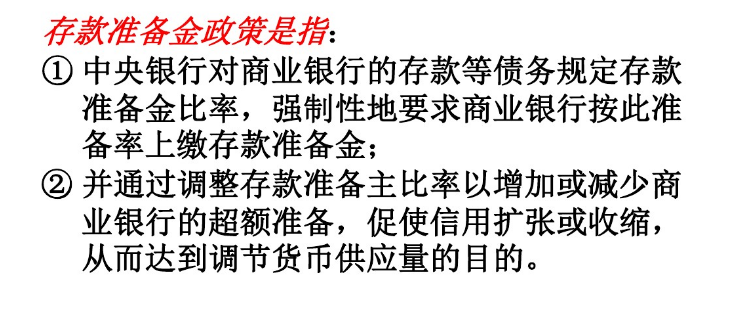 存款准备金政策是指:
① 中央银行对商业银行的存款等债务规定存款
准备金比率，强制性地要求商业银行按此准
备率上缴存款准备金;
② 并通过调整存款准备主比率以增加或减少商
业银行的超额准备，促使信用扩张或收缩，
从而达到调节货币供应量的目的。